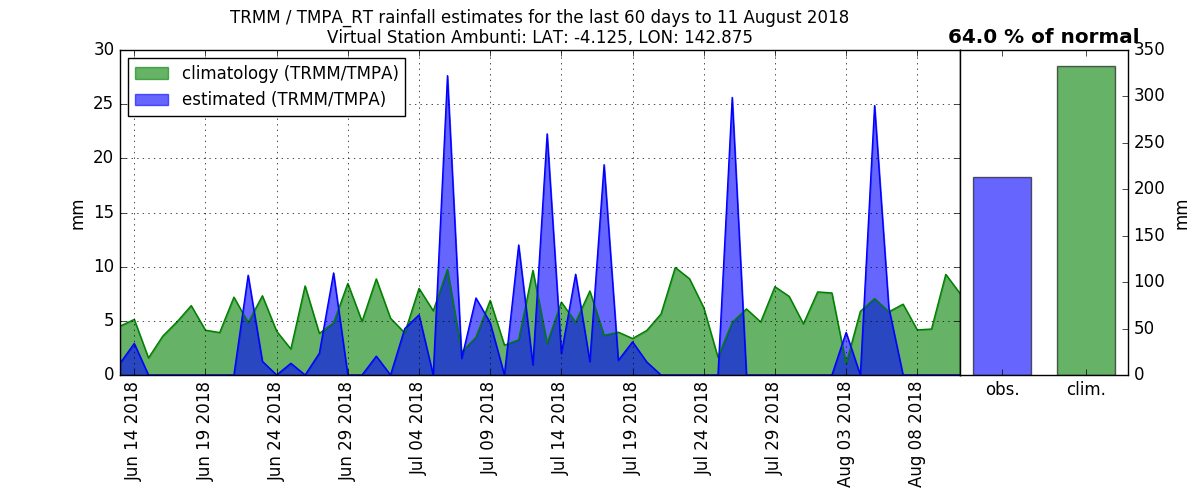 TRMM / TMPA_RT rainfall estimates for the last 60 days to 11 August 2018
Virtual Station Ambunti: LAT: -4.125, LON: 142.875
64.0 % of normal
climatology (TRMM/TMPA)
estimated (TRMM/TMPA)
30
25
20
15
10
5
0
mm
350
300
250
200
150
100
50
0
mm
Jun 14 2018
Jun 19 2018
Jun 24 2018
Jun 29 2018
Jul 04 2018
Jul 09 2018
Jul 14 2018
Jul 19 2018
Jul 24 2018
Jul 29 2018
Aug 03 2018
Aug 08 2018
obs.
clim.